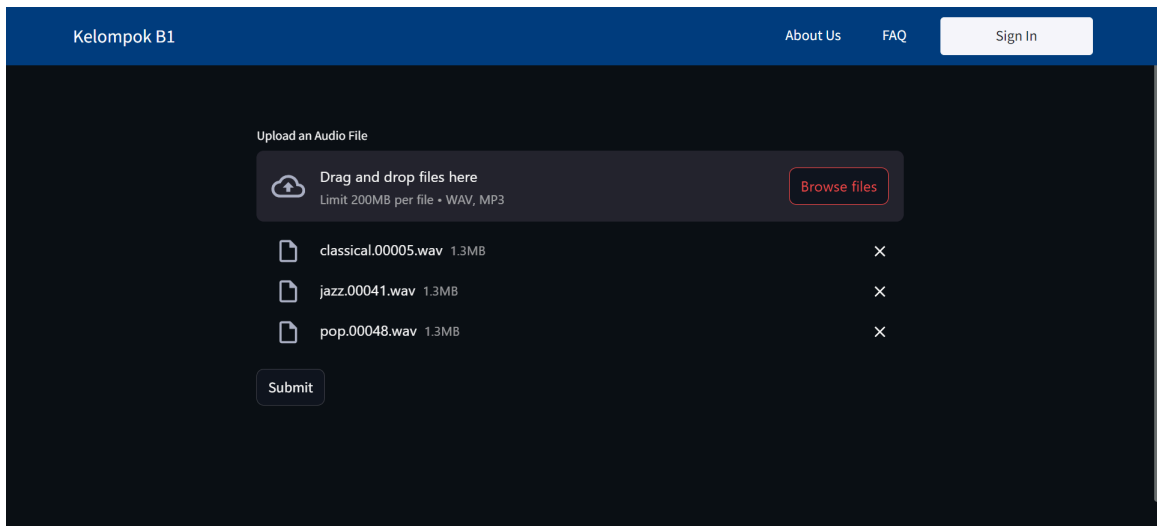 Kelompok B1 About Us FAQ Sign In
Upload an Audio File
Drag and drop files here
Limit 200MB per file • WAV, MP3
Browse files
classical.00005.wav 1.3MB
jazz.00041.wav 1.3MB
pop.00048.wav 1.3MB
Submit